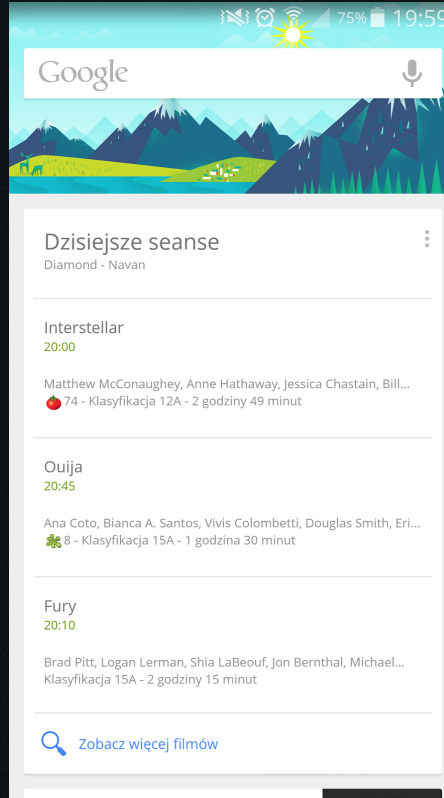 75% 19:59
Google
Dzisiejsze seanse
Diamond - Navan
Interstellar
20:00
Matthew McConaughey, Anne Hathaway, Jessica Chastain, Bill...
74 - Klasyfikacja 12A - 2 godziny 49 minut
Ouija
20:45
Ana Coto, Bianca A. Santos, Vivis Colombetti, Douglas Smith, Eri...
8 - Klasyfikacja 15A - 1 godzina 30 minut
Fury
20:10
Brad Pitt, Logan Lerman, Shia LaBeouf, Jon Bernthal, Michael...
Klasyfikacja 15A - 2 godziny 15 minut
Zobacz więcej filmów